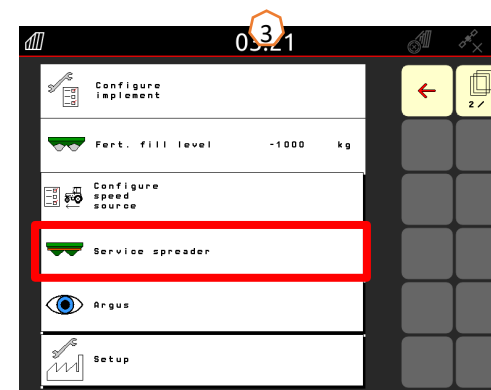 3
03:21
Configure
implement
2 /
Fert. fill level -1000 kg
Configure
speed
source
Service spreader
Argus
Setup